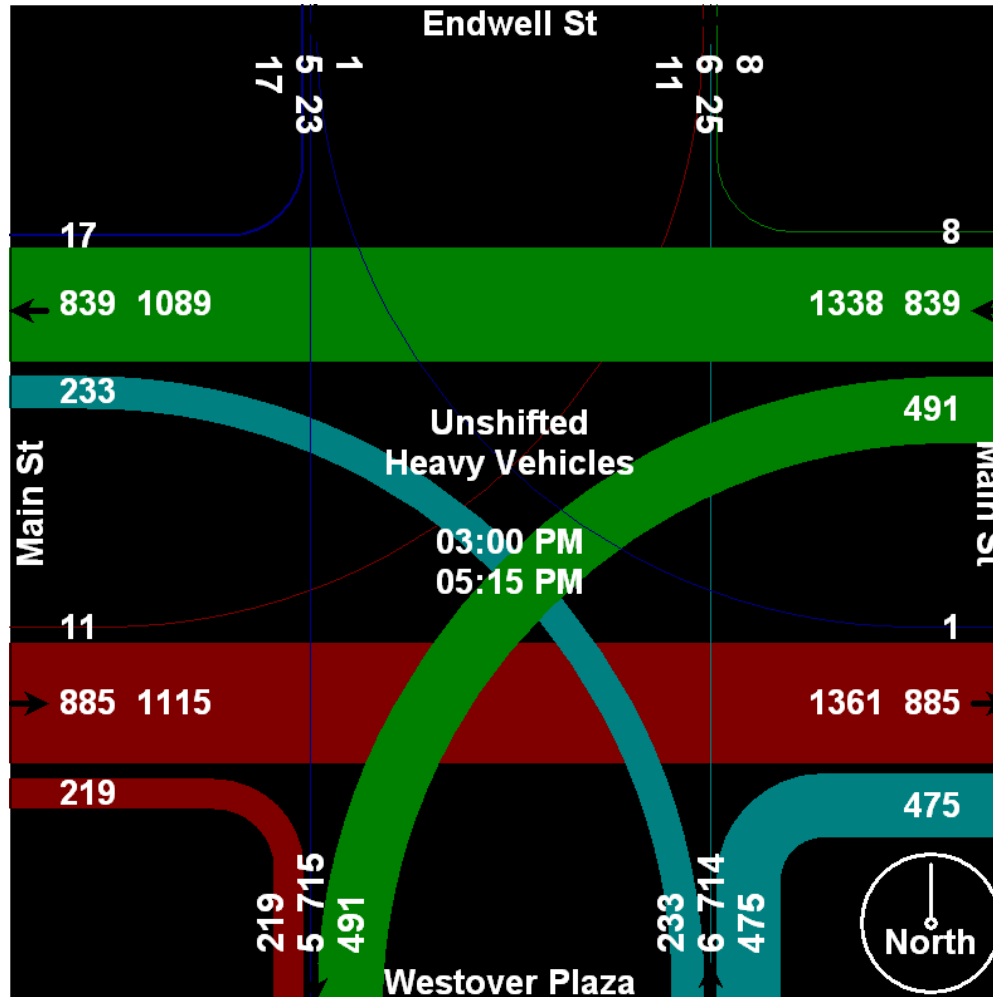 Endwell St
17 5 1 11 6 8
23 25
17 8
839 1089 1338 839
233 491
Unshifted
Heavy Vehicles
Main St
Main St
03:00 PM
05:15 PM
11 1
885 1115 1361 885
219 475
219 5 715 491 233 6 714 475
North
Westover Plaza